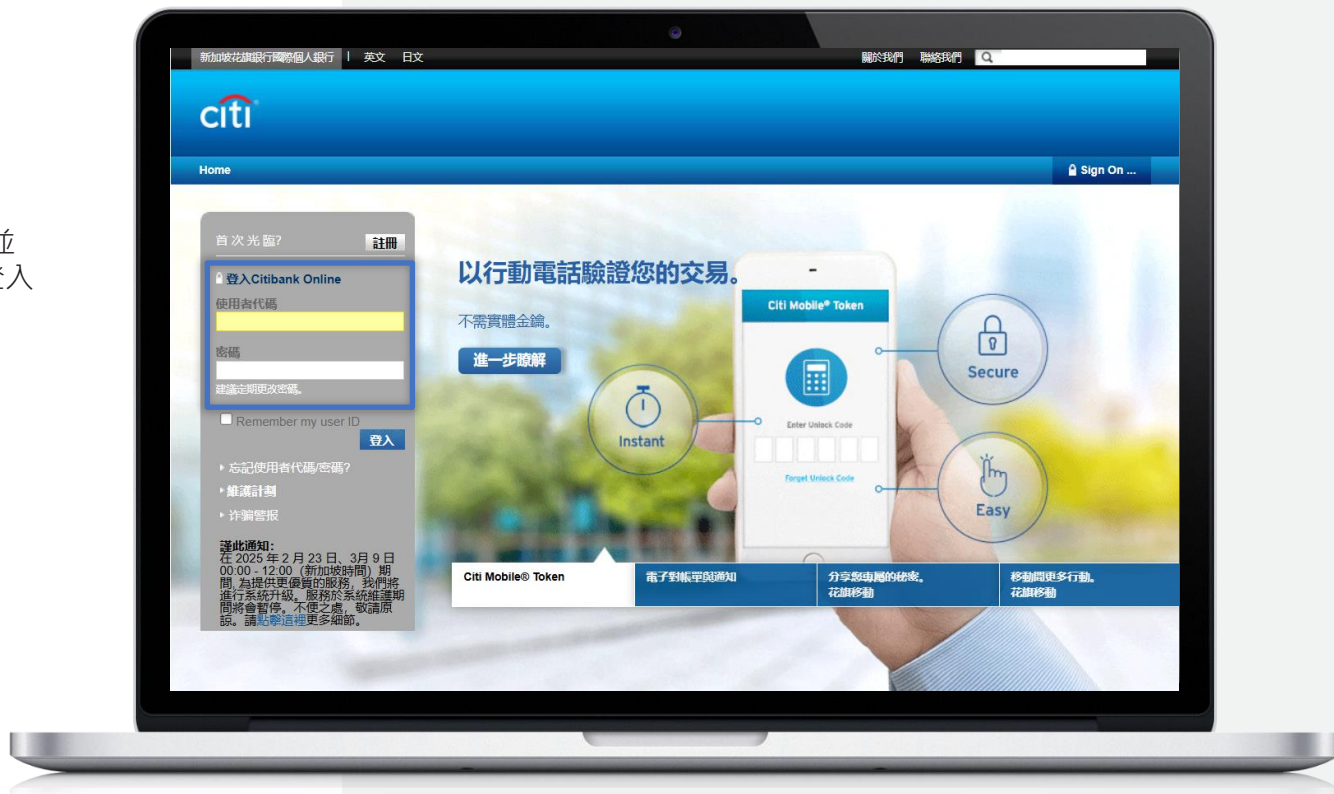 並
登入
新加坡花旗銀行國際個人銀行 | 英文 日文 關於我們 聯絡我們
citi
Home Sign On ...
首次光臨? 註冊
登入Citibank Online
使用者代碼
密碼
建議定期更改密碼。
Remember my user ID
登入
忘記使用者代碼/密碼?
維護計劃
诈骗警报
謹此通知：
在 2025 年 2 月 23 日、3月 9 日
00:00 - 12:00（新加坡時間）期
間, 為提供更優質的服務，我們將
進行系統升級。服務於系統維護期
間將會暫停。不便之處，敬請原
諒。請點擊這裡更多細節。
以行動電話驗證您的交易。
不需實體金鑰。
進一步瞭解
Instant
Citi Mobile® Token
Enter Unlock Code
Forget Unlock Code
Secure
Easy
Citi Mobile® Token
電子對帳單與通知
分享您專屬的秘密。
花旗移動
移動間更多行動。
花旗移動